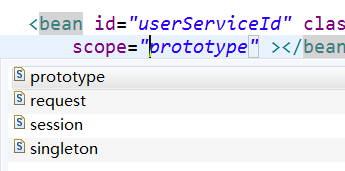 <bean id="userServiceId" clas
scope="prototype" ></bean
prototype
request
session
singleton